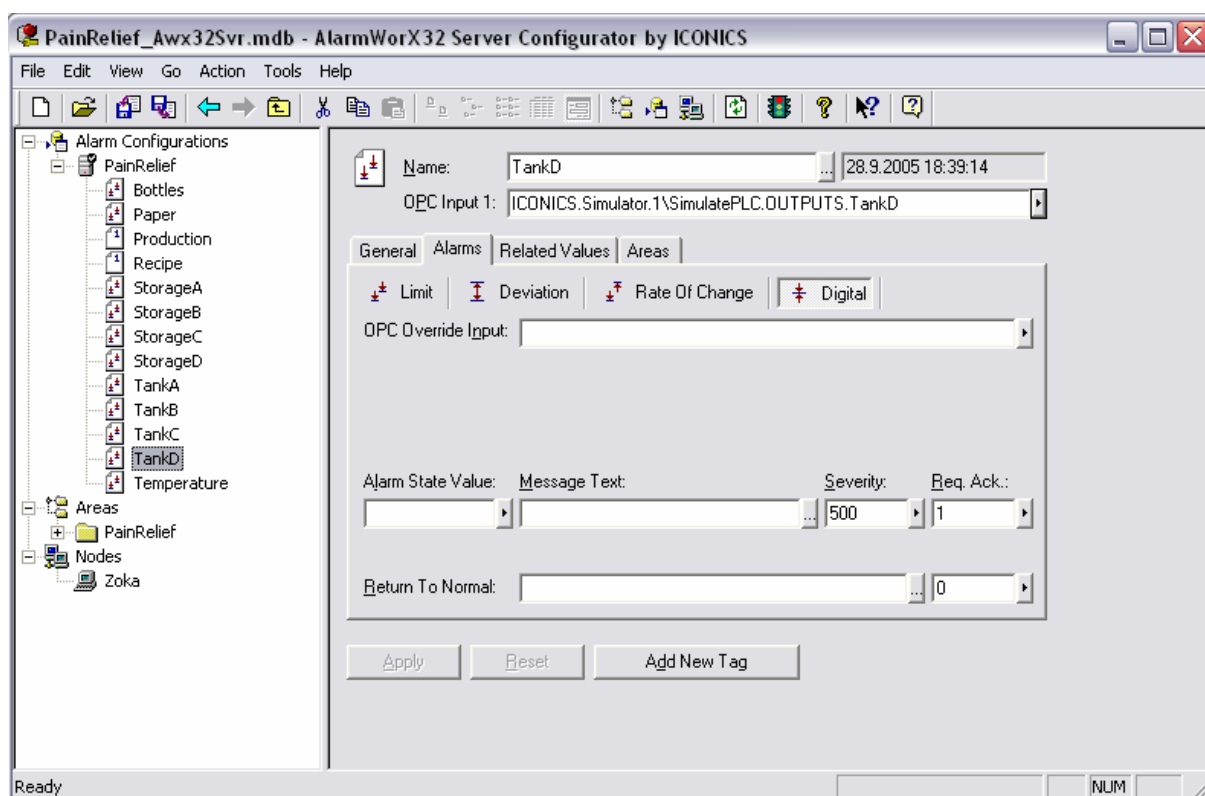 PainRelief_Awx32Svr.mdb - AlarmWorX32 Server Configurator by ICONICS
File Edit View Go Action Tools Help
Alarm Configurations
PainRelief
Bottles
Paper
Production
Recipe
StorageA
StorageB
StorageC
StorageD
TankA
TankB
TankC
TankD
Temperature
Areas
PainRelief
Nodes
Zoka
Name: TankD ... 28.9.2005 18:39:14
OPC Input 1: ICONICS.Simulator.1\SimulatePLC.OUTPUTS.TankD
General Alarms Related Values Areas
Limit Deviation Rate Of Change Digital
OPC Override Input:
Alarm State Value: Message Text: Severity: Req. Ack.:
... 500 1
Return To Normal: ... 0
Apply Reset Add New Tag
Ready NUM